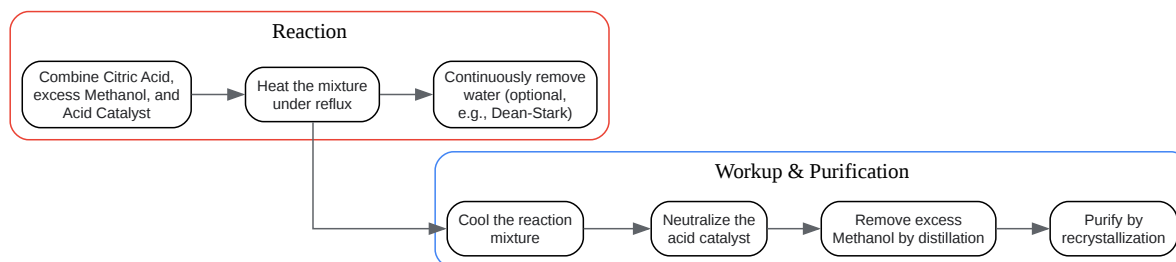 Reaction
Combine Citric Acid,
excess Methanol, and
Acid Catalyst
Heat the mixture
under reflux
Continuously remove
water (optional,
e.g., Dean-Stark)
Workup & Purification
Cool the reaction
mixture
Neutralize the
acid catalyst
Remove excess
Methanol by distillation
Purify by
recrystallization